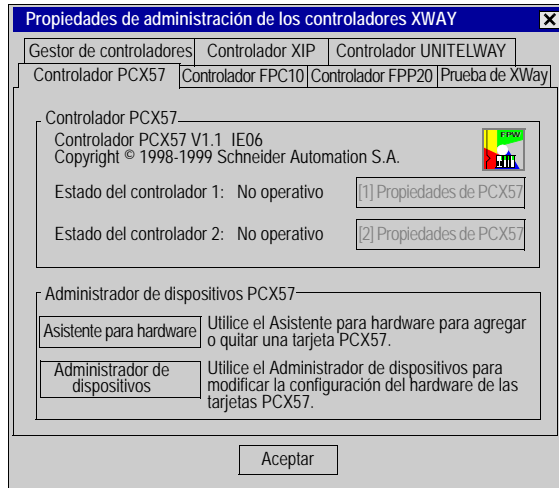 Propiedades de administración de los controladores XWAY
Gestor de controladores Controlador XIP Controlador UNITELWAY
Controlador PCX57 Controlador FPC10 Controlador FPP20 Prueba de XWay
Controlador PCX57
Controlador PCX57 V1.1 IE06
Copyright © 1998-1999 Schneider Automation S.A.
FPW
Estado del controlador 1: No operativo [1] Propiedades de PCX57
Estado del controlador 2: No operativo [2] Propiedades de PCX57
Administrador de dispositivos PCX57
Asistente para hardware
Utilice el Asistente para hardware para agregar
o quitar una tarjeta PCX57.
Administrador de
dispositivos
Utilice el Administrador de dispositivos para
modificar la configuración del hardware de las
tarjetas PCX57.
Aceptar